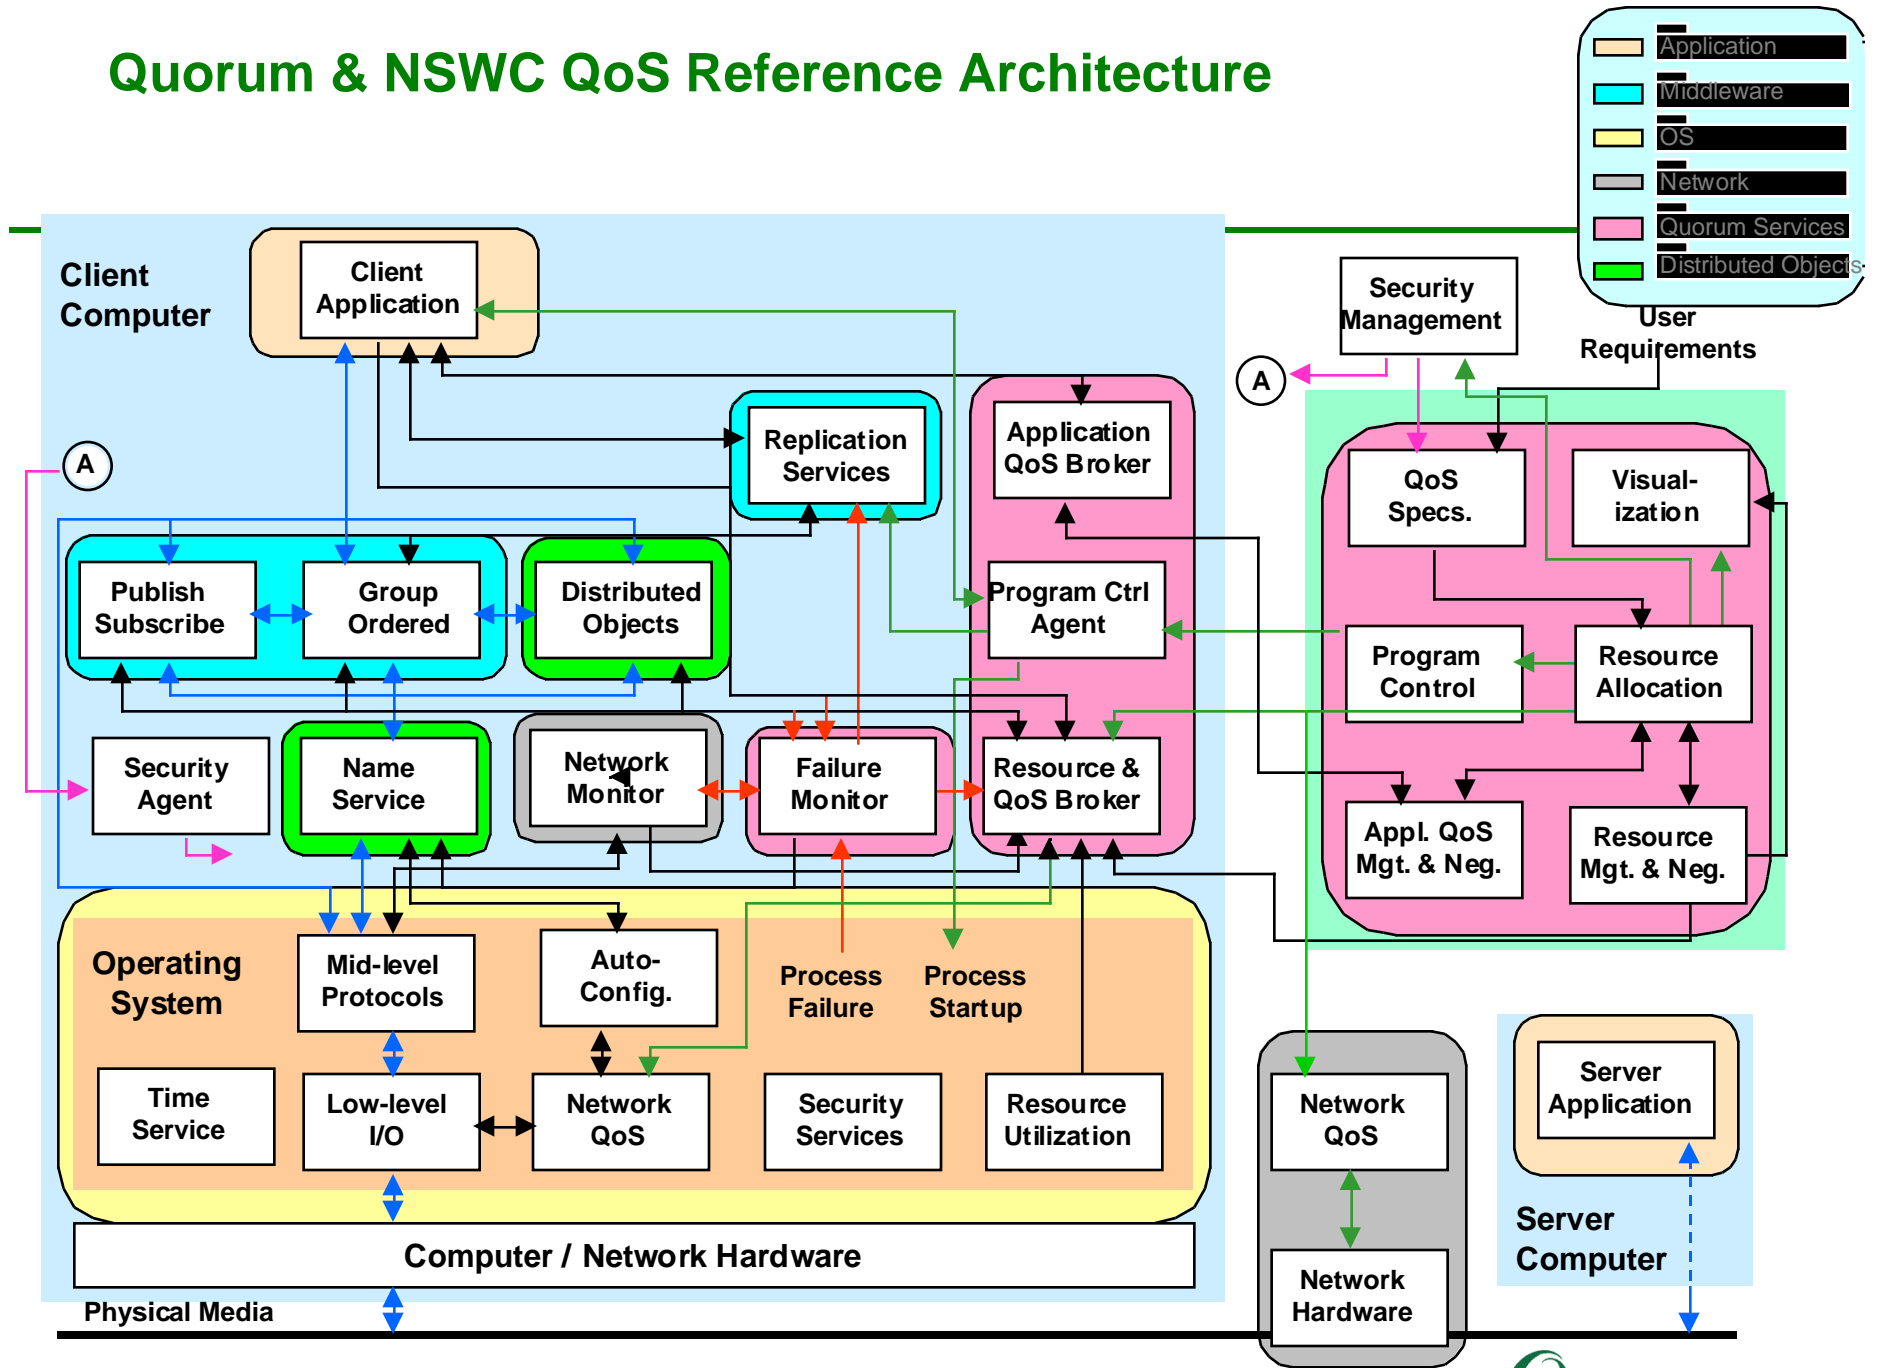 Quorum & NSWC QoS Reference Architecture
Application
Middleware
OS
Network
Quorum Services
Distributed Objects
Client
Computer
Client
Application
Security
Management
User
Requirements
A
A
Replication
Services
Application
QoS Broker
QoS
Specs.
Visual-
ization
Publish
Subscribe
Group
Ordered
Distributed
Objects
Program Ctrl
Agent
Program
Control
Resource
Allocation
Security
Agent
Name
Service
Network
Monitor
Failure
Monitor
Resource &
QoS Broker
Appl. QoS
Mgt. & Neg.
Resource
Mgt. & Neg.
Operating
System
Mid-level
Protocols
Auto-
Config.
Process
Failure
Process
Startup
Time
Service
Low-level
I/O
Network
QoS
Security
Services
Resource
Utilization
Network
QoS
Server
Application
Server
Computer
Computer / Network Hardware
Network
Hardware
Physical Media